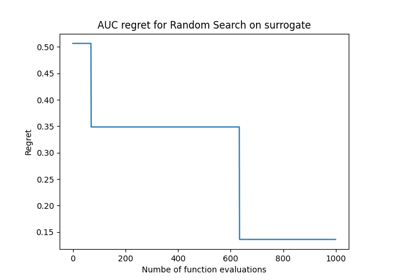 AUC regret for Random Search on surrogate
0.50
0.45
0.40
0.35
0.30
0.25
0.20
0.15
Regret
0 200 400 600 800 1000
Numbe of function evaluations